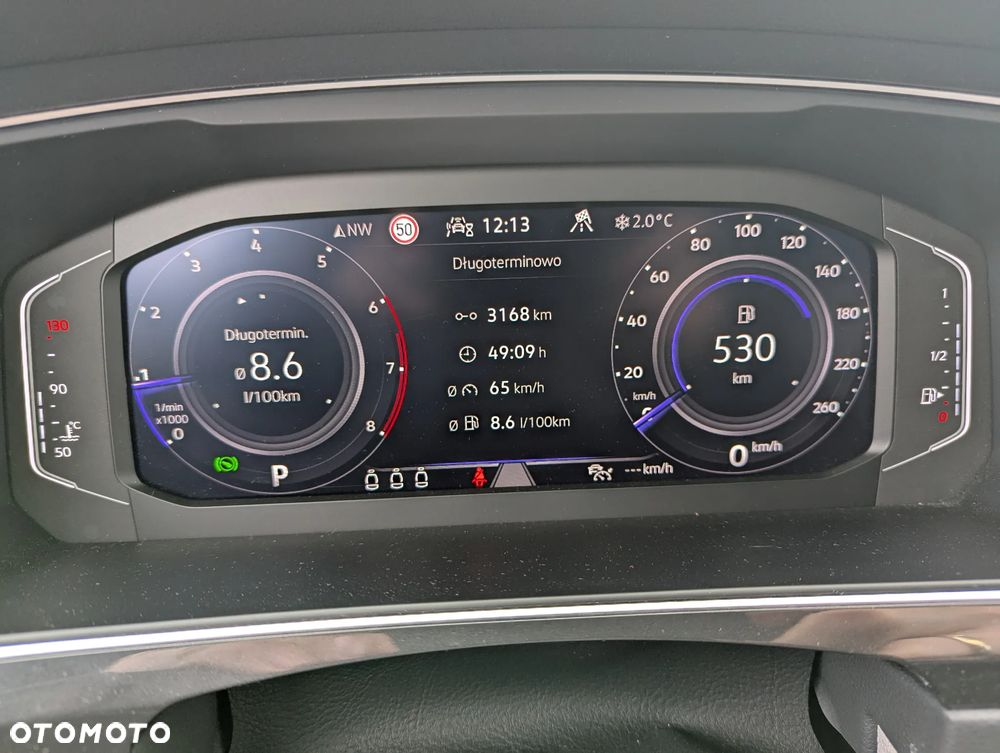 NW 50 12:13 2.0°C
Długoterminowo
3168 km
49:09 h
Ø 65 km/h
Ø 8.6 l/100km
--- km/h
1 2 3 4 5 6 7 8
Długotermin.
Ø 8.6
l/100km
1/min
x1000
0
P
20 40 60 80 100 120 140 180 220 260
km/h
530
km
0 km/h
130
90
°C
50
1
1/2
0
OTOMOTO